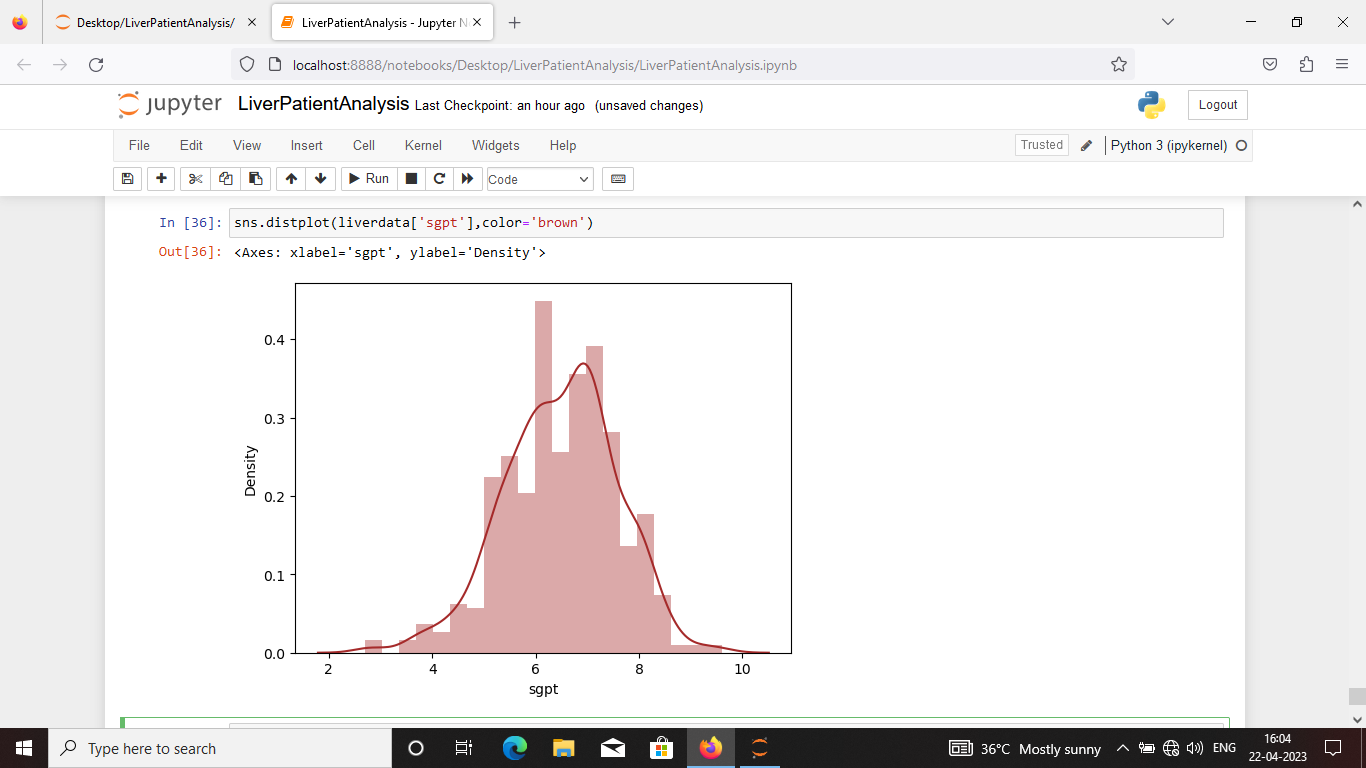 Desktop/LiverPatientAnalysis/
LiverPatientAnalysis - Jupyter N
localhost:8888/notebooks/Desktop/LiverPatientAnalysis/LiverPatientAnalysis.ipynb
jupyter LiverPatientAnalysis Last Checkpoint: an hour ago (unsaved changes)
Logout
File Edit View Insert Cell Kernel Widgets Help
Trusted
Python 3 (ipykernel)
Run
Code
In [36]: sns.distplot(liverdata['sgpt'],color='brown')
Out[36]: <Axes: xlabel='sgpt', ylabel='Density'>
0.4
0.3
0.2
0.1
0.0
Density
2 4 6 8 10
sgpt
Type here to search
36°C Mostly sunny
ENG
16:04
22-04-2023